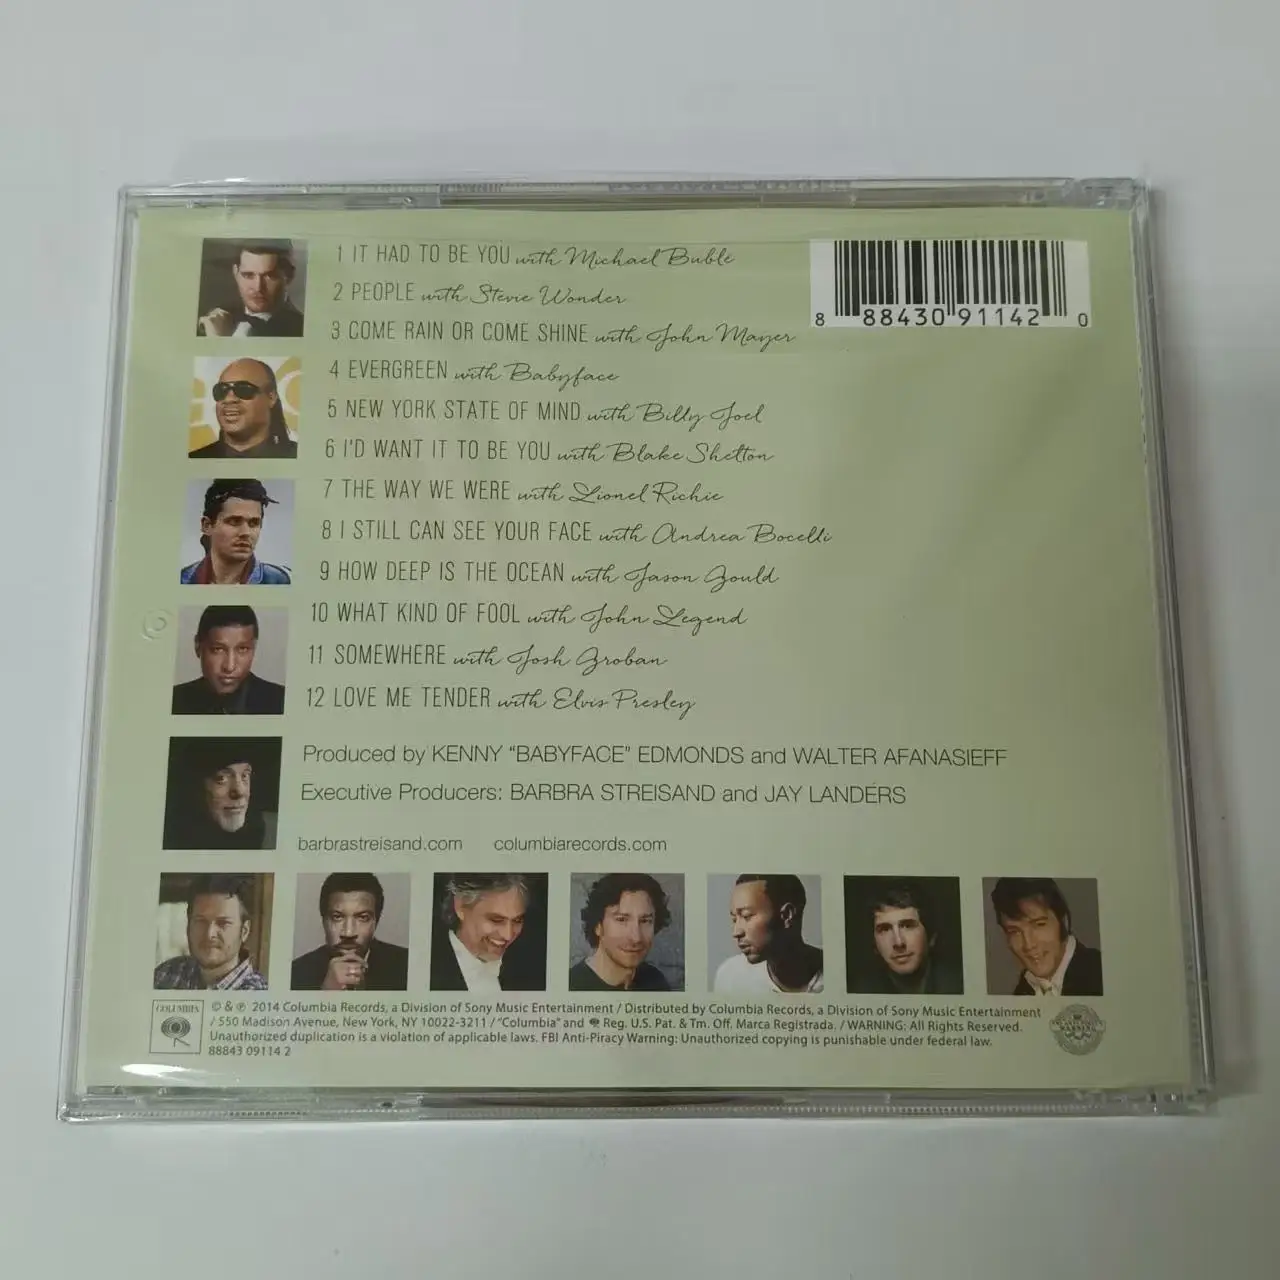 1 IT HAD TO BE YOU with Michael Bublé
2 PEOPLE with Stevie Wonder
3 COME RAIN OR COME SHINE with John Mayer
4 EVERGREEN with Babyface
5 NEW YORK STATE OF MIND with Billy Joel
6 I'D WANT IT TO BE YOU with Blake Shelton
7 THE WAY WE WERE with Lionel Richie
8 I STILL CAN SEE YOUR FACE with Andrea Bocelli
9 HOW DEEP IS THE OCEAN with Jason Gould
10 WHAT KIND OF FOOL with John Legend
11 SOMEWHERE with Josh Groban
12 LOVE ME TENDER with Elvis Presley
8 88430 91142 0
Produced by KENNY "BABYFACE" EDMONDS and WALTER AFANASIEFF
Executive Producers: BARBRA STREISAND and JAY LANDERS
barbrastreisand.com columbiarecords.com
COLUMBIA
© & ℗ 2014 Columbia Records, a Division of Sony Music Entertainment / Distributed by Columbia Records, a Division of Sony Music Entertainment
/ 550 Madison Avenue, New York, NY 10022-3211 / "Columbia" and Reg. U.S. Pat. & Tm. Off. Marca Registrada. / WARNING: All Rights Reserved.
Unauthorized duplication is a violation of applicable laws. FBI Anti-Piracy Warning: Unauthorized copying is punishable under federal law.
88843 09114 2
WARNING